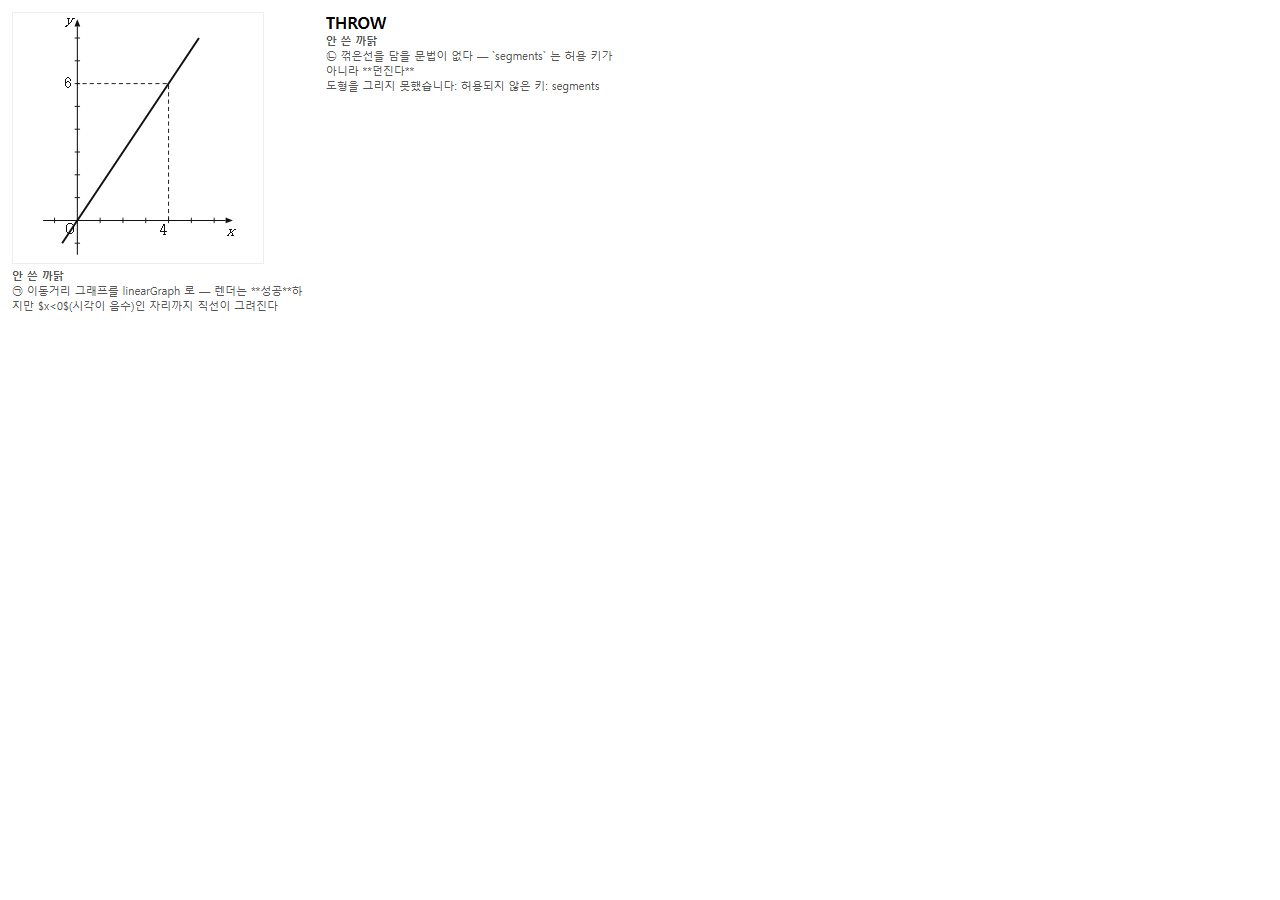 y
6
O
4
x
안 쓴 까닭
㉠ 이동거리 그래프를 linearGraph 로 — 렌더는 **성공**하
지만 $x<0$(시각이 음수)인 자리까지 직선이 그려진다
THROW
안 쓴 까닭
㉡ 꺾은선을 담을 문법이 없다 — `segments` 는 허용 키가
아니라 **던진다**
도형을 그리지 못했습니다: 허용되지 않은 키: segments